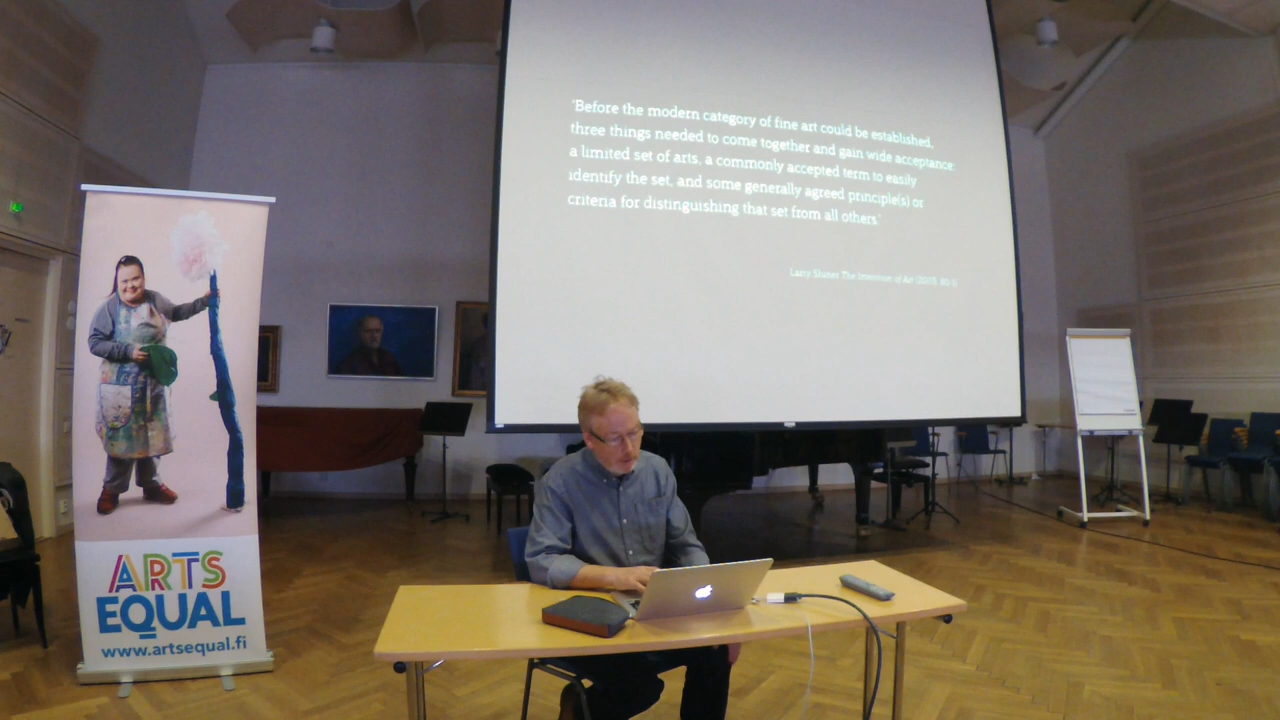 'Before the modern category of fine art could be established,
three things needed to come together and gain wide acceptance:
a limited set of arts, a commonly accepted term to easily
identify the set, and some generally agreed principle(s) or
criteria for distinguishing that set from all others.'
Larry Shiner The Invention of Art
ARTS
EQUAL
www.artsequal.fi